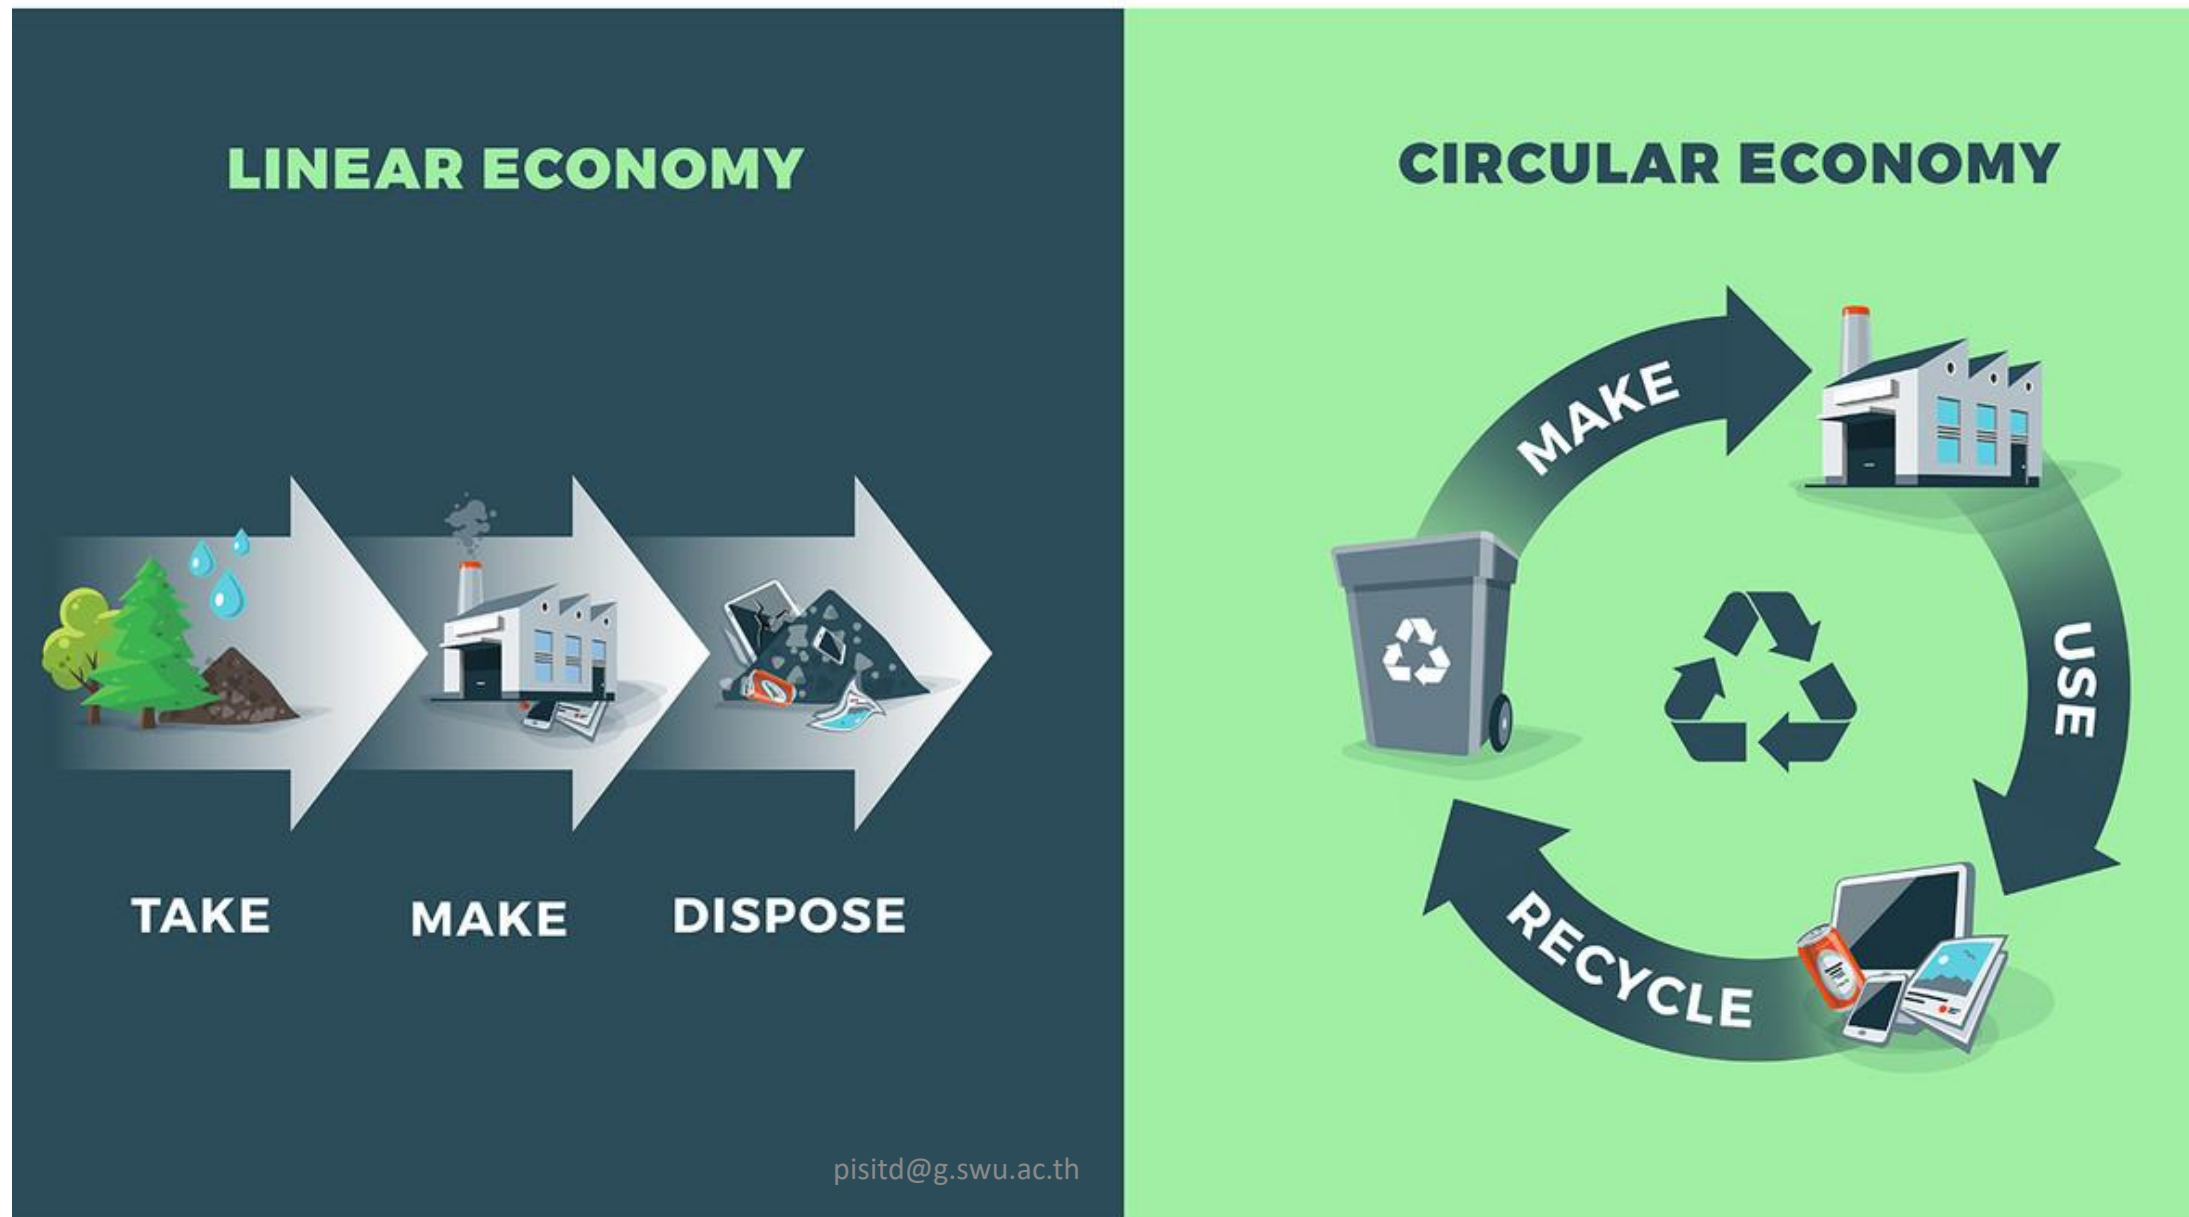 LINEAR ECONOMY
TAKE
MAKE
DISPOSE
pisitd@g.swu.ac.th
CIRCULAR ECONOMY
MAKE
USE
RECYCLE